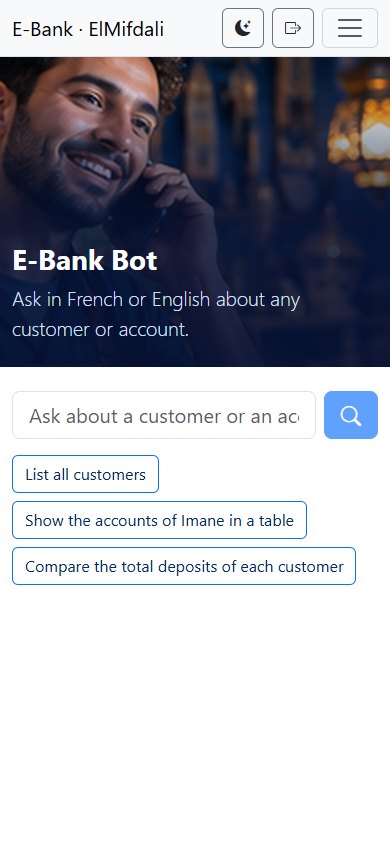 E-Bank · ElMifdali
E-Bank Bot
Ask in French or English about any
customer or account.
Ask about a customer or an acc
List all customers
Show the accounts of Imane in a table
Compare the total deposits of each customer